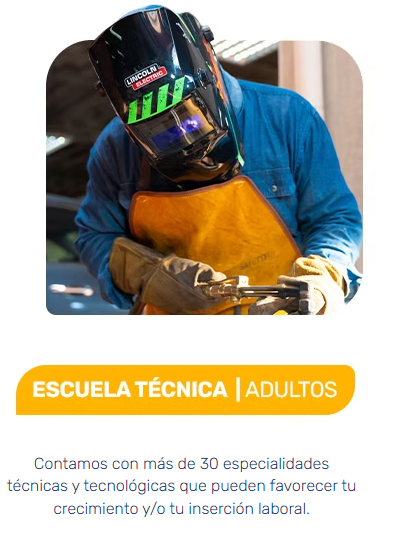 LINCOLN
ELECTRIC
ESCUELA TÉCNICA | ADULTOS
Contamos con más de 30 especialidades
técnicas y tecnológicas que pueden favorecer tu
crecimiento y/o tu inserción laboral.